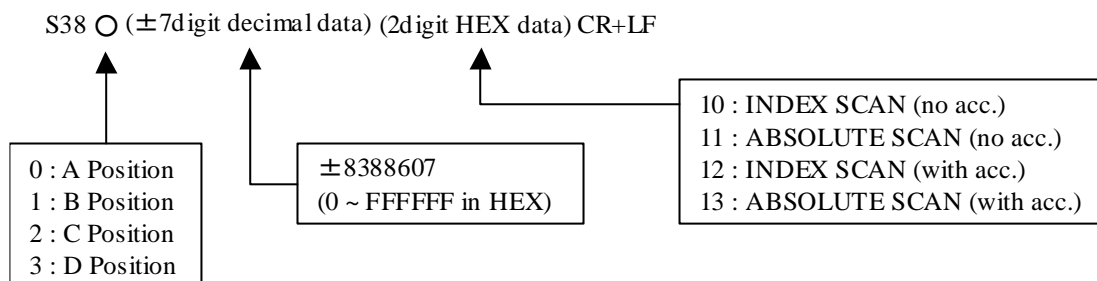 S38 ○ (±7digit decimal data) (2digit HEX data) CR+LF
0 : A Position
1 : B Position
2 : C Position
3 : D Position
±8388607
(0 ~ FFFFFF in HEX)
10 : INDEX SCAN (no acc.)
11 : ABSOLUTE SCAN (no acc.)
12 : INDEX SCAN (with acc.)
13 : ABSOLUTE SCAN (with acc.)